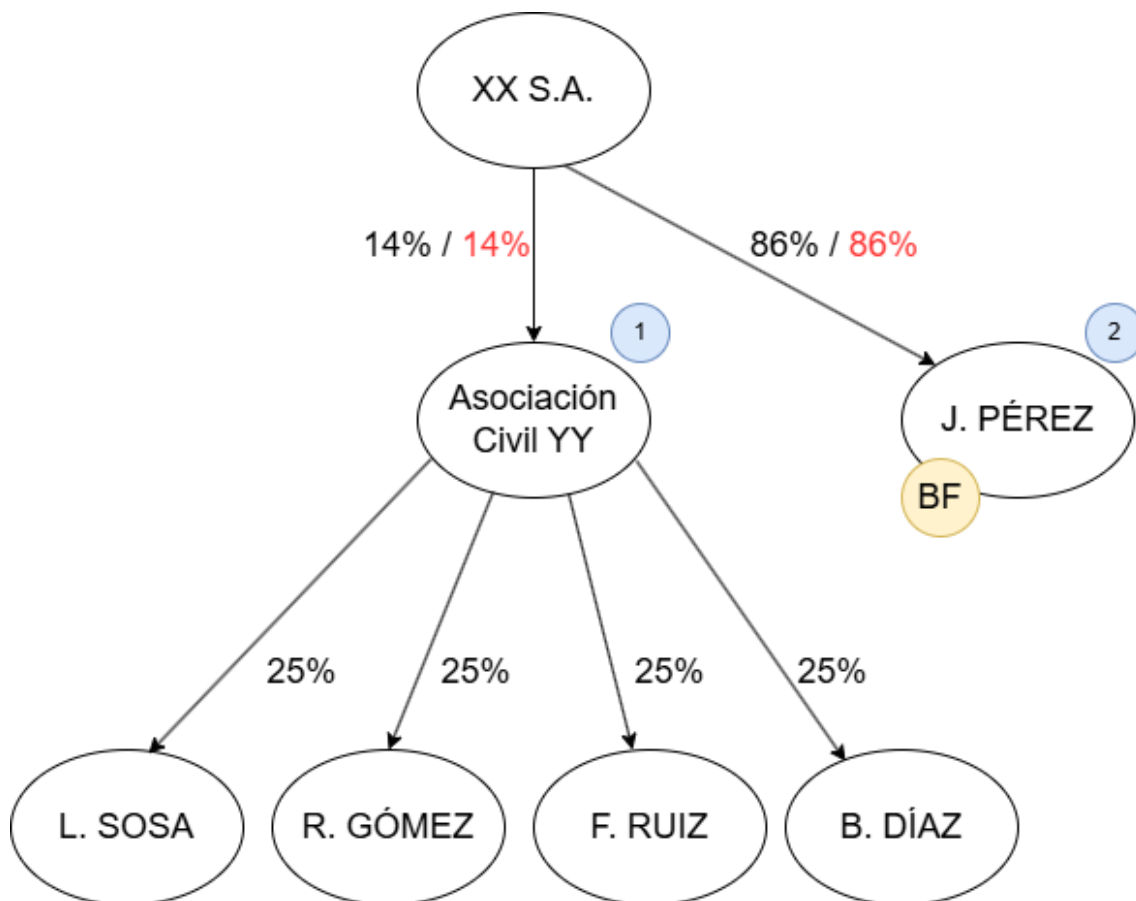 XX S.A.
14% / 14%
86% / 86%
1
2
Asociación
Civil YY
J. PÉREZ
BF
25%
25%
25%
25%
L. SOSA
R. GÓMEZ
F. RUIZ
B. DÍAZ